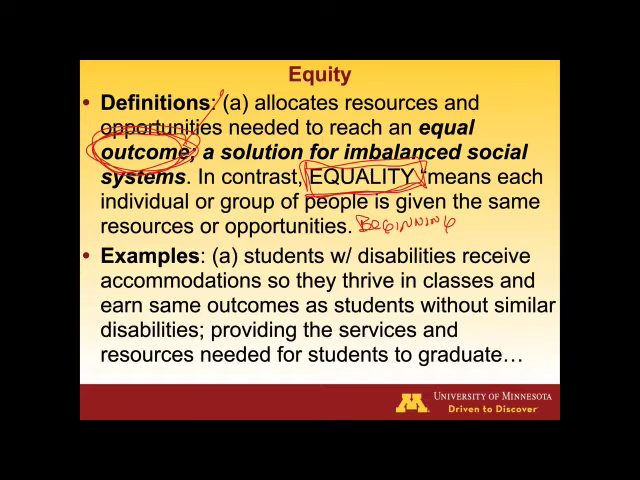 Equity
• Definitions: (a) allocates resources and
opportunities needed to reach an equal
outcome; a solution for imbalanced social
systems. In contrast, EQUALITY "means each
individual or group of people is given the same
resources or opportunities. BEGINNING
• Examples: (a) students w/ disabilities receive
accommodations so they thrive in classes and
earn same outcomes as students without similar
disabilities; providing the services and
resources needed for students to graduate…
M UNIVERSITY OF MINNESOTA
Driven to Discover℠